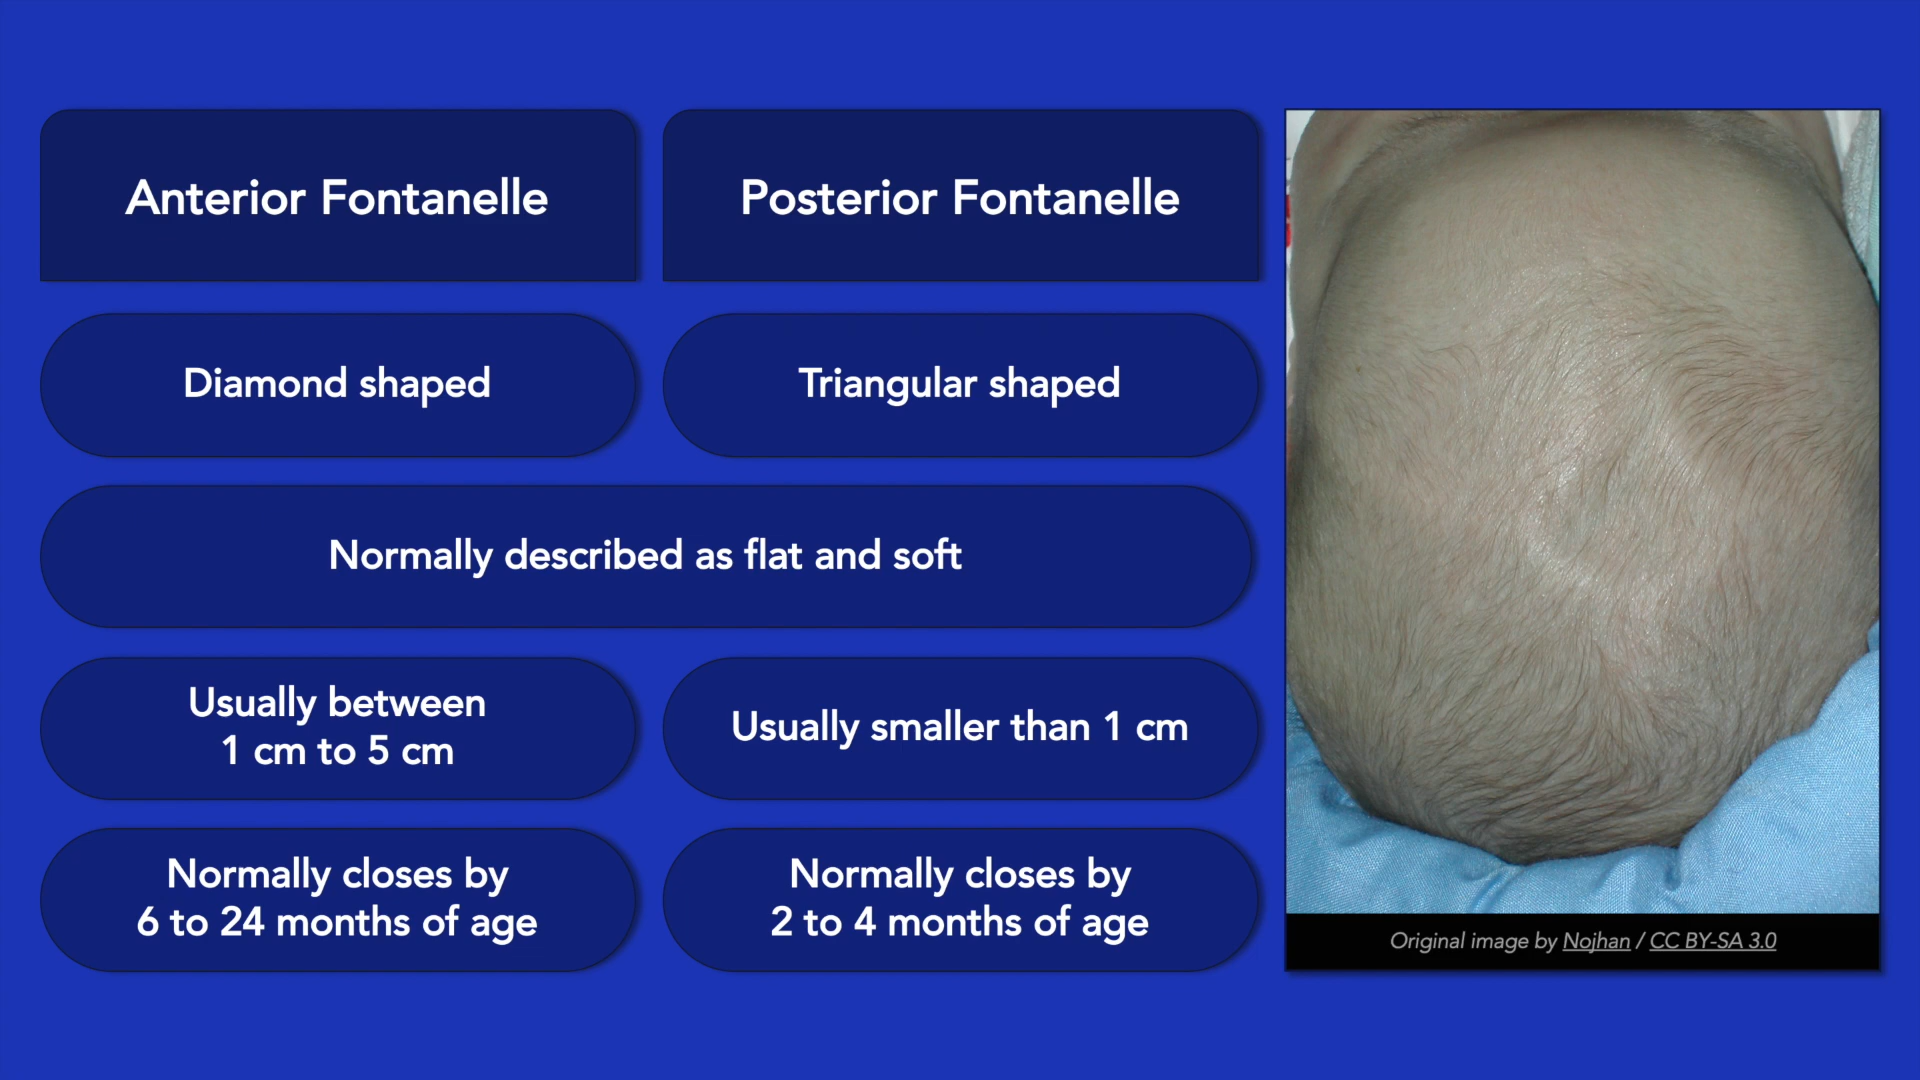 Anterior Fontanelle
Posterior Fontanelle
Diamond shaped
Triangular shaped
Normally described as flat and soft
Usually between
1 cm to 5 cm
Usually smaller than 1 cm
Normally closes by
6 to 24 months of age
Normally closes by
2 to 4 months of age
Original image by Nojhan / CC BY-SA 3.0